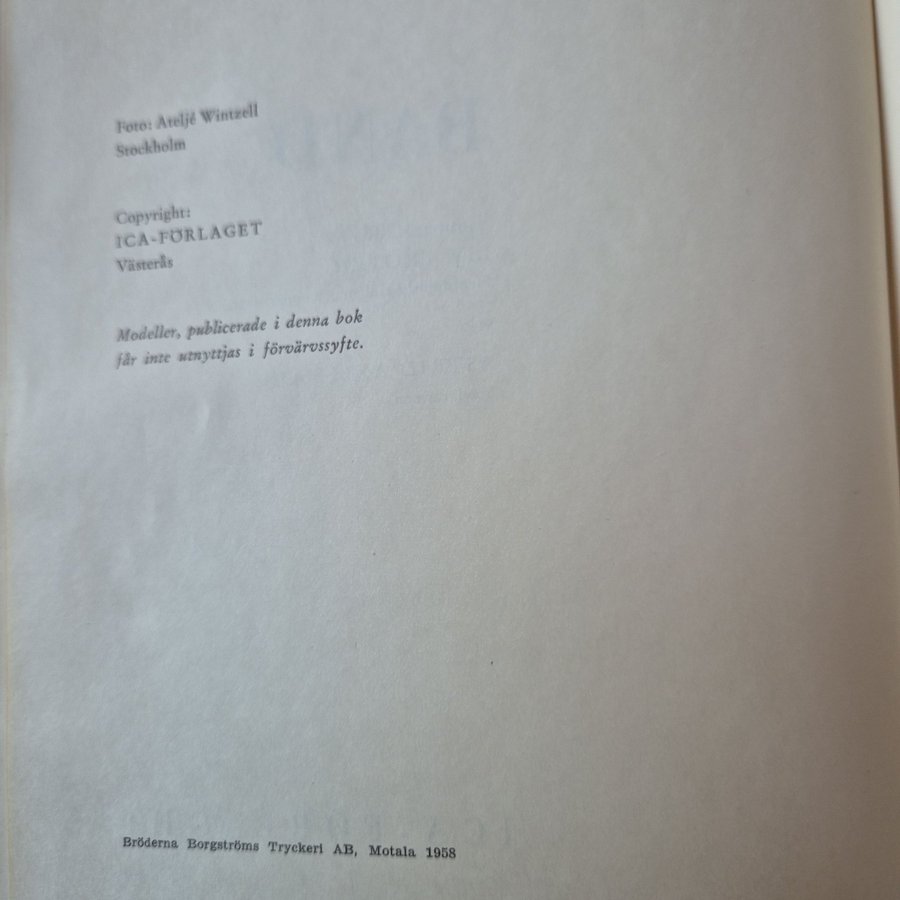 Foto: Ateljé Wintzell
Stockholm
Copyright:
ICA-FÖRLAGET
Västerås
Modeller, publicerade i denna bok
får inte utnyttjas i förvärvssyfte.
Bröderna Borgströms Tryckeri AB, Motala 1958